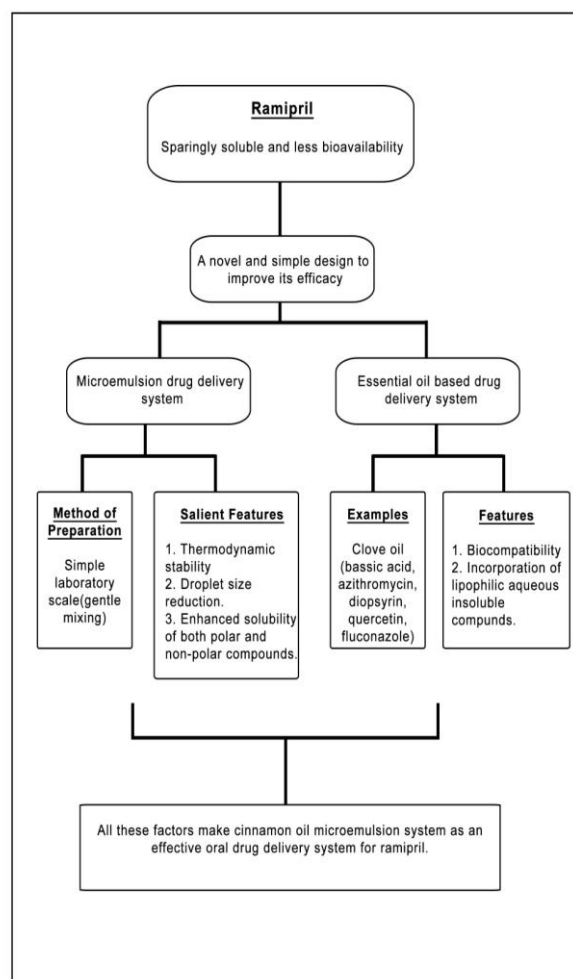 Ramipril
Sparingly soluble and less bioavailability
A novel and simple design to
improve its efficacy
Microemulsion drug delivery
system
Essential oil based drug
delivery system
Method of
Preparation
Simple
laboratory
scale(gentle
mixing)
Salient Features
1. Thermodynamic
stability
2. Droplet size
reduction.
3. Enhanced solubility
of both polar and
non-polar compounds.
Examples
Clove oil
(bassic acid,
azithromycin,
diopsyrin,
quercetin,
fluconazole)
Features
1. Biocompatibility
2. Incorporation of
lipophilic aqueous
insoluble
compunds.
All these factors make cinnamon oil microemulsion system as an
effective oral drug delivery system for ramipril.